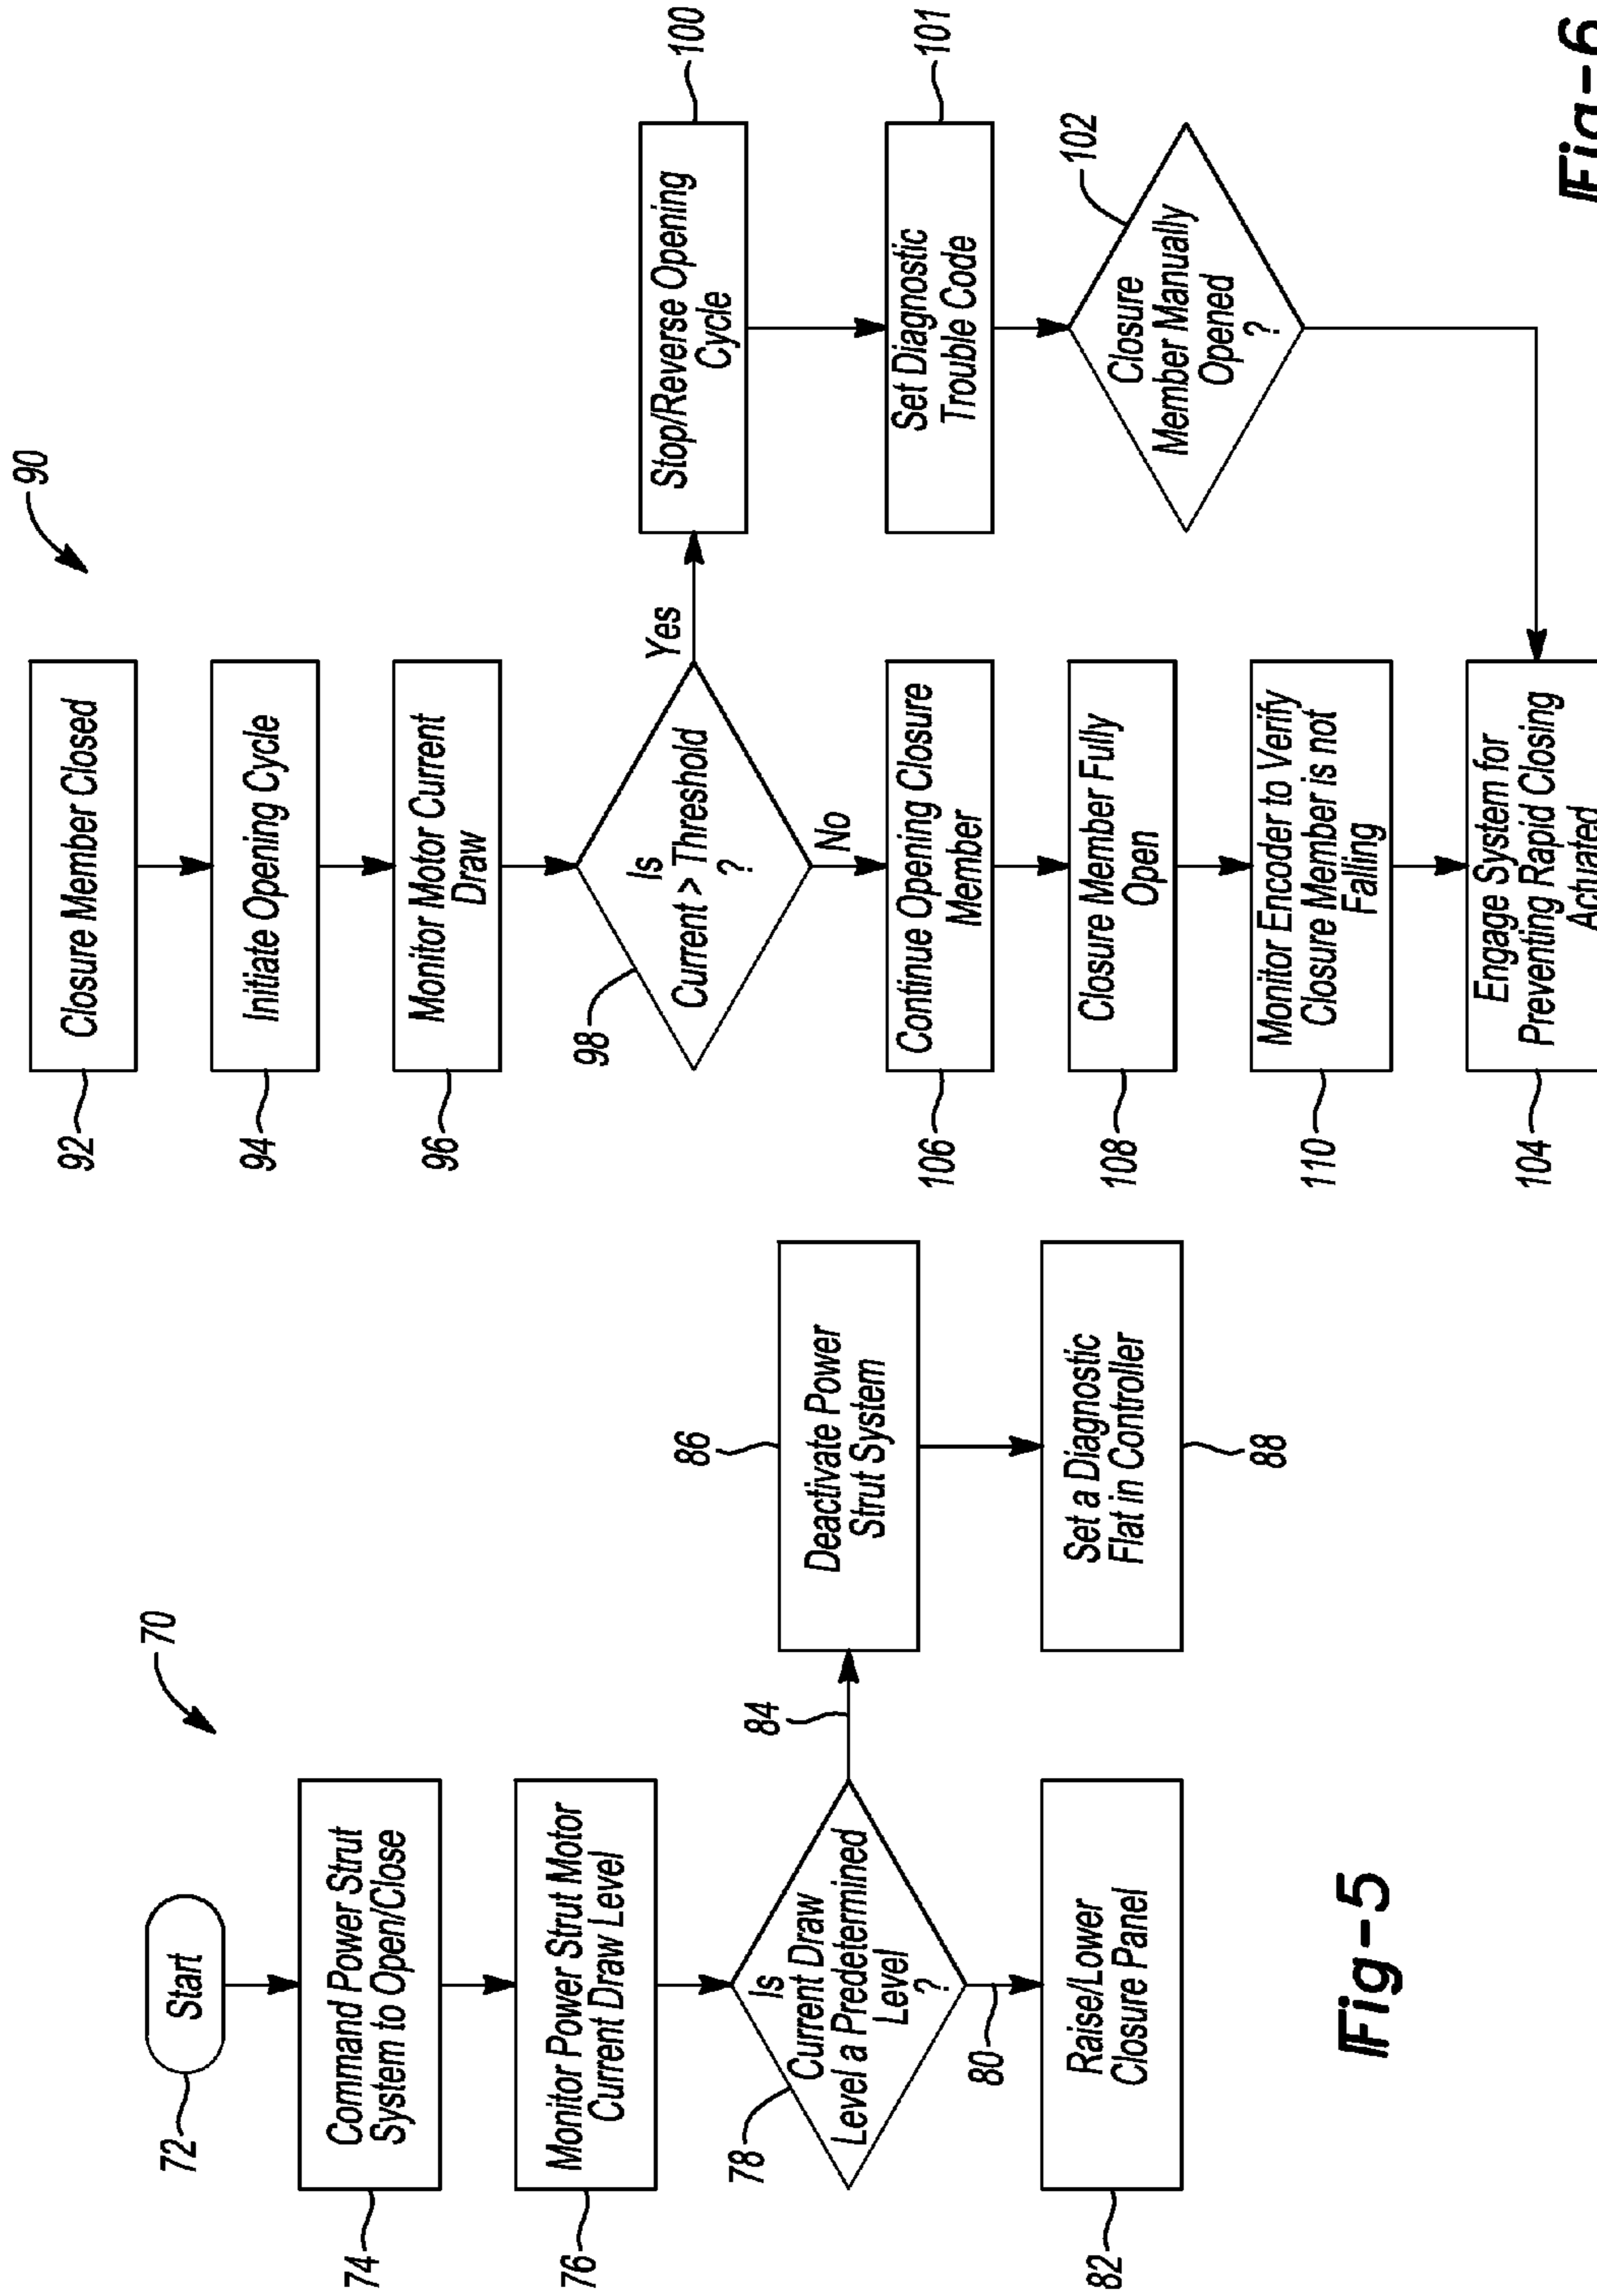 70
72
Start
74
Command Power Strut
System to Open/Close
76
Monitor Power Strut Motor
Current Draw Level
78
Is
Current Draw
Level a Predetermined
Level
?
84
80
82
Raise/Lower
Closure Panel
86
Deactivate Power
Strut System
Set a Diagnostic
Flat in Controller
88
Fig-5
90
92
Closure Member Closed
94
Initiate Opening Cycle
96
Monitor Motor Current
Draw
98
Is
Current > Threshold
?
Yes
No
Stop/Reverse Opening
Cycle
100
106
Continue Opening Closure
Member
Set Diagnostic
Trouble Code
101
108
Closure Member Fully
Open
102
Closure
Member Manually
Opened
?
110
Monitor Encoder to Verify
Closure Member is not
Falling
104
Engage System for
Preventing Rapid Closing
Actuated
Fig-6